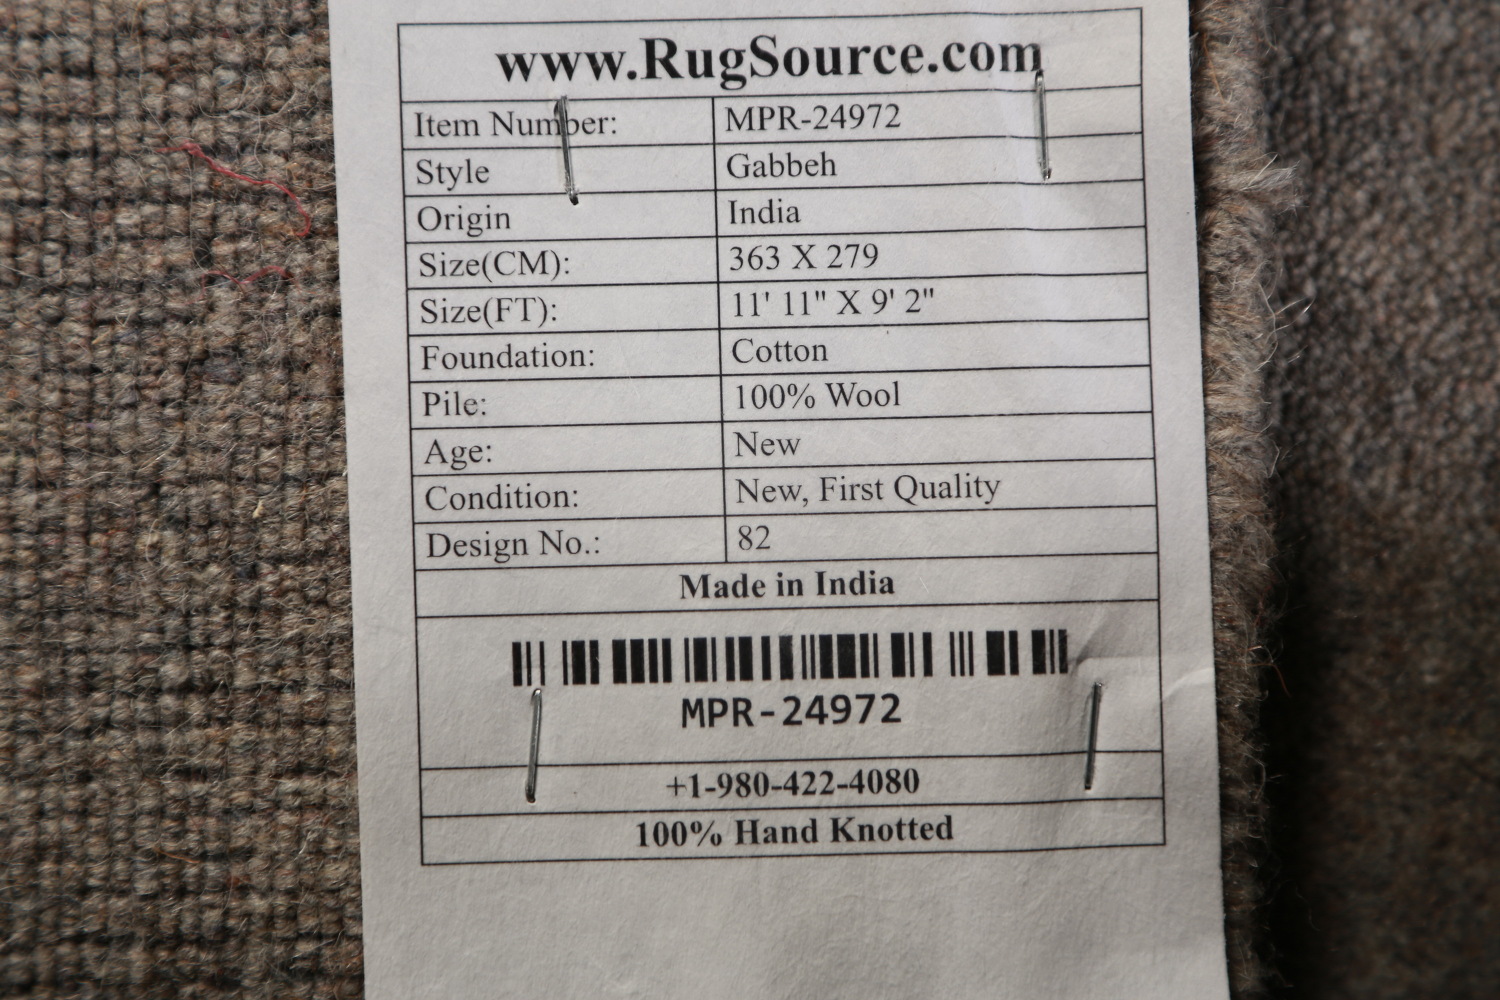 www.RugSource.com
Item Number: MPR-24972
Style Gabbeh
Origin India
Size(CM): 363 X 279
Size(FT): 11' 11" X 9' 2"
Foundation: Cotton
Pile: 100% Wool
Age: New
Condition: New, First Quality
Design No.: 82
Made in India
MPR-24972
+1-980-422-4080
100% Hand Knotted